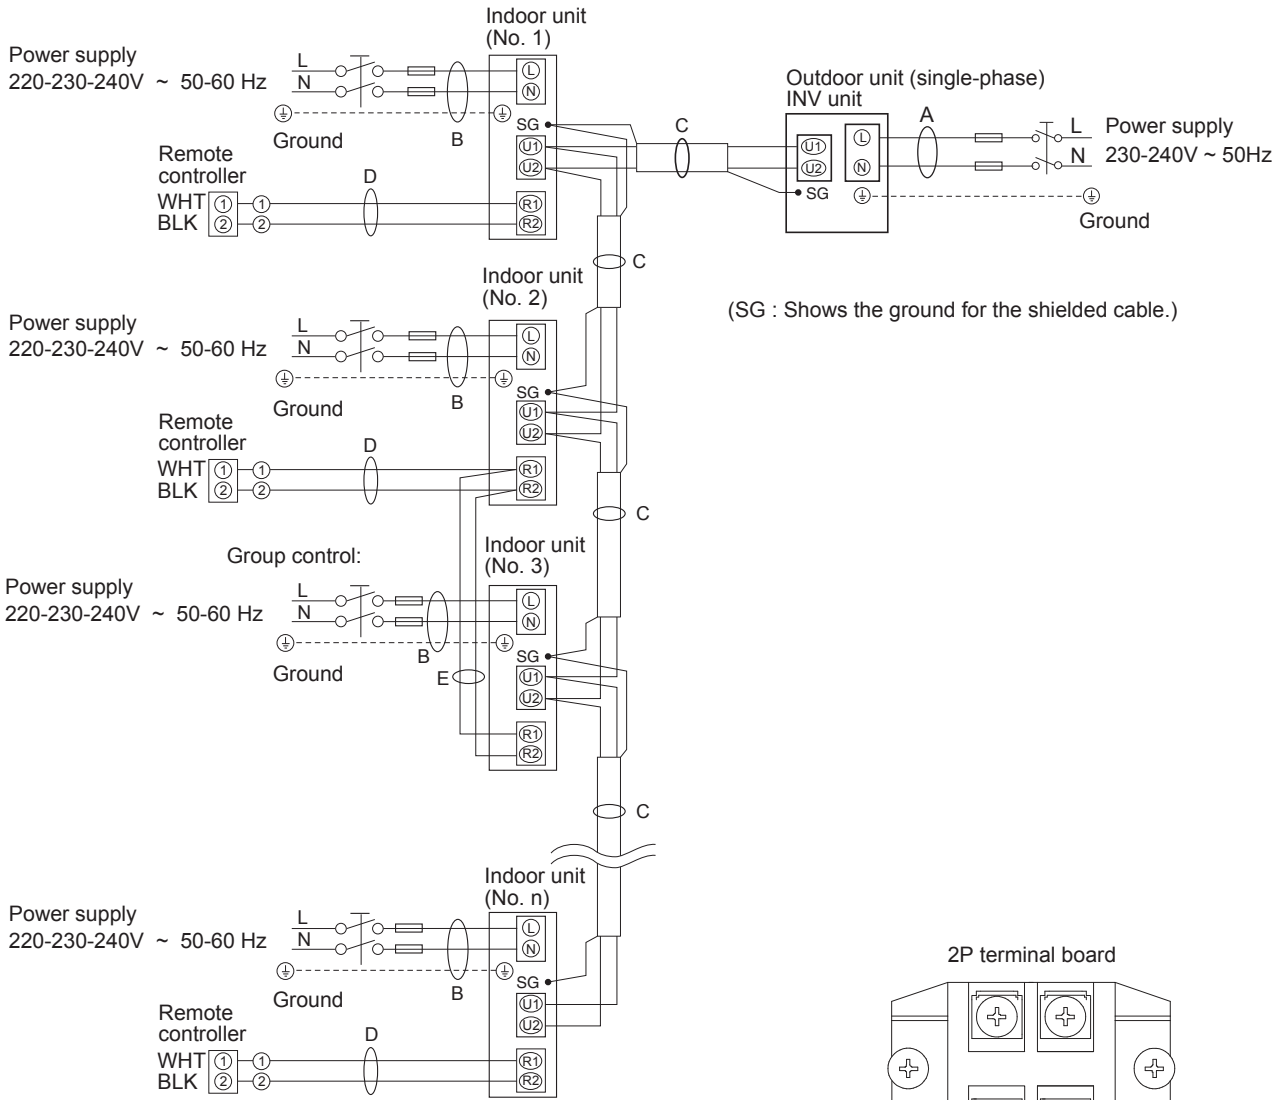 Indoor unit
(No. 1)
Power supply
220-230-240V ~ 50-60 Hz
L
N
Ground
B
L
N
SG
U1
U2
R1
R2
Remote
controller
WHT 1 1
BLK 2 2
D
C
Outdoor unit (single-phase)
INV unit
U1
U2
SG
L
N
A
L
N
Power supply
230-240V ~ 50Hz
Ground
C
(SG : Shows the ground for the shielded cable.)
Indoor unit
(No. 2)
Power supply
220-230-240V ~ 50-60 Hz
L
N
Ground
B
L
N
SG
U1
U2
R1
R2
Remote
controller
WHT 1 1
BLK 2 2
D
C
Group control:
Indoor unit
(No. 3)
Power supply
220-230-240V ~ 50-60 Hz
L
N
Ground
B
E
L
N
SG
U1
U2
R1
R2
C
Indoor unit
(No. n)
Power supply
220-230-240V ~ 50-60 Hz
L
N
Ground
B
L
N
SG
U1
U2
R1
R2
Remote
controller
WHT 1 1
BLK 2 2
D
2P terminal board